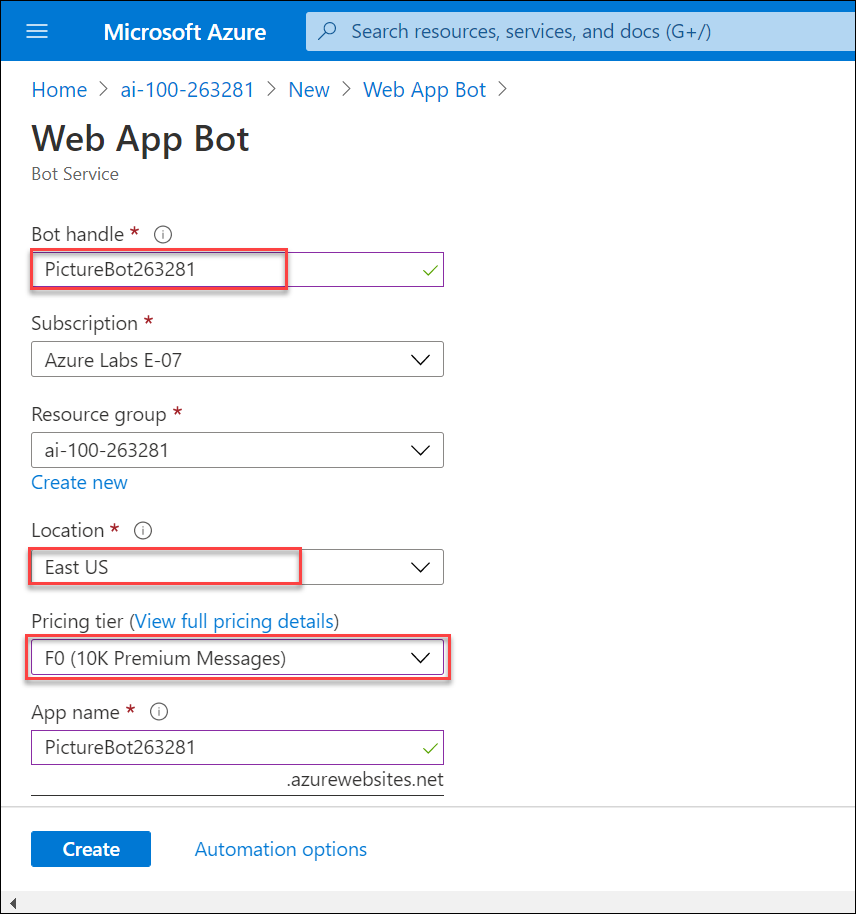 Microsoft Azure
Search resources, services, and docs (G+/)
Home > ai-100-263281 > New > Web App Bot >
Web App Bot
Bot Service
Bot handle *
PictureBot263281
Subscription *
Azure Labs E-07
Resource group *
ai-100-263281
Create new
Location *
East US
Pricing tier (View full pricing details)
F0 (10K Premium Messages)
App name *
PictureBot263281
.azurewebsites.net
Create
Automation options